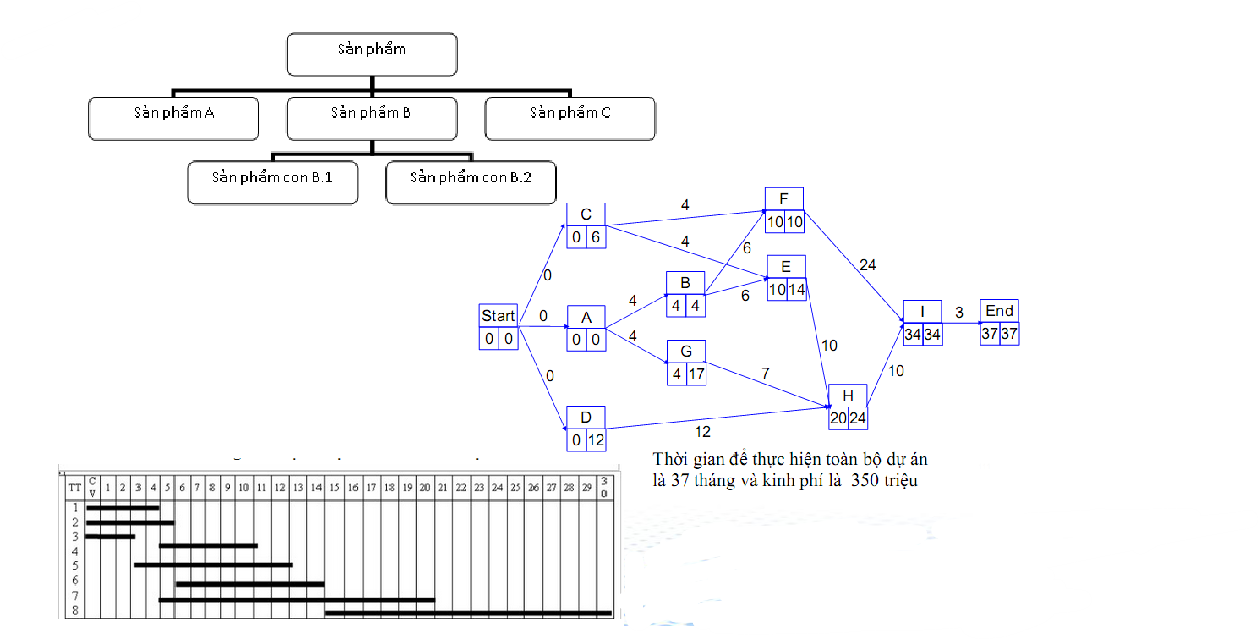 Sản phẩm
Sản phẩm A
Sản phẩm B
Sản phẩm C
Sản phẩm con B.1
Sản phẩm con B.2
C
0 6
4
4
F
10 10
6
E
10 14
24
0
B
4 4
6
Start
0 0
0
A
0 0
4
4
I
34 34
3
End
37 37
G
4 17
7
10
10
0
D
0 12
12
H
20 24
Thời gian để thực hiện toàn bộ dự án
là 37 tháng và kinh phí là 350 triệu
TT CV 1 2 3 4 5 6 7 8 9 10 11 12 13 14 15 16 17 18 19 20 21 22 23 24 25 26 27 28 29 30
1
2
3
4
5
6
7
8